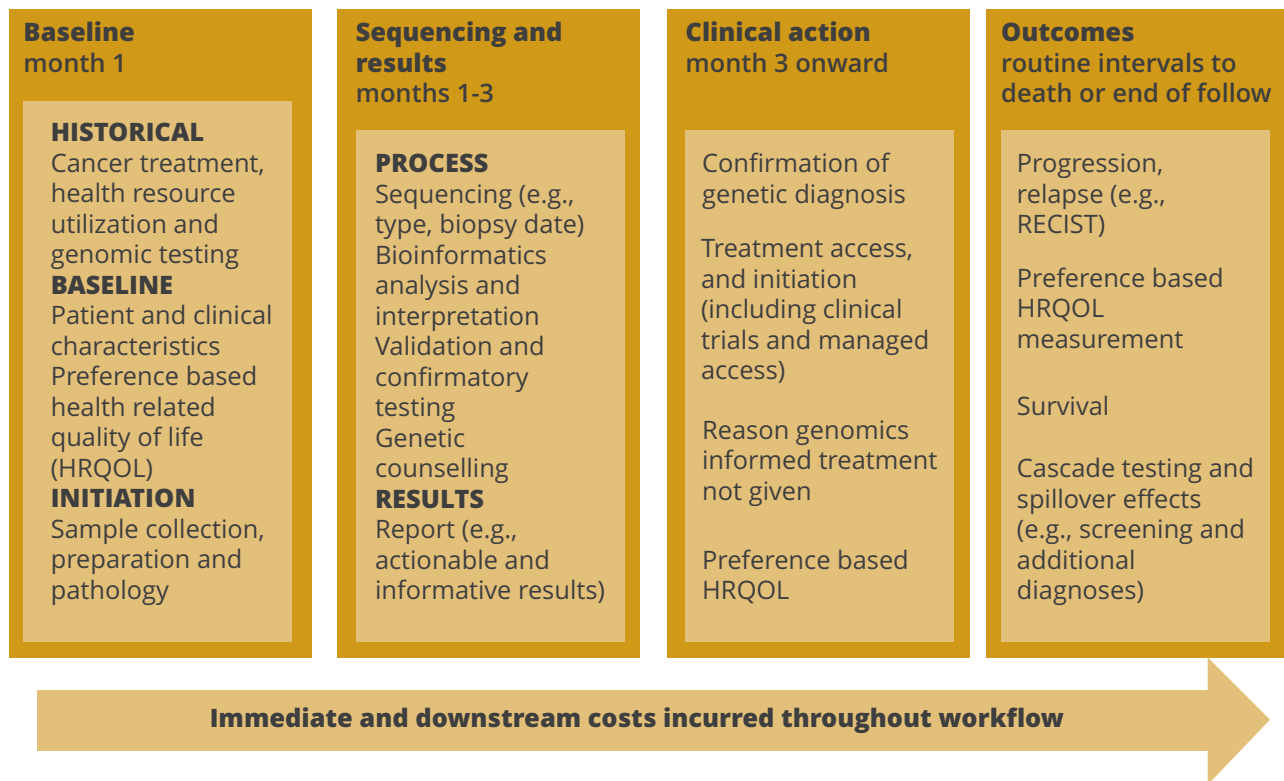 Baseline
month 1
HISTORICAL
Cancer treatment,
health resource
utilization and
genomic testing
BASELINE
Patient and clinical
characteristics
Preference based
health related
quality of life
(HRQOL)
INITIATION
Sample collection,
preparation and
pathology
Sequencing and
results
months 1-3
PROCESS
Sequencing (e.g.,
type, biopsy date)
Bioinformatics
analysis and
interpretation
Validation and
confirmatory
testing
Genetic
counselling
RESULTS
Report (e.g.,
actionable and
informative results)
Clinical action
month 3 onward
Confirmation of
genetic diagnosis
Treatment access,
and initiation
(including clinical
trials and managed
access)
Reason genomics
informed treatment
not given
Preference based
HRQOL
Outcomes
routine intervals to
death or end of follow
Progression,
relapse (e.g.,
RECIST)
Preference based
HRQOL
measurement
Survival
Cascade testing and
spillover effects
(e.g., screening and
additional
diagnoses)
Immediate and downstream costs incurred throughout workflow